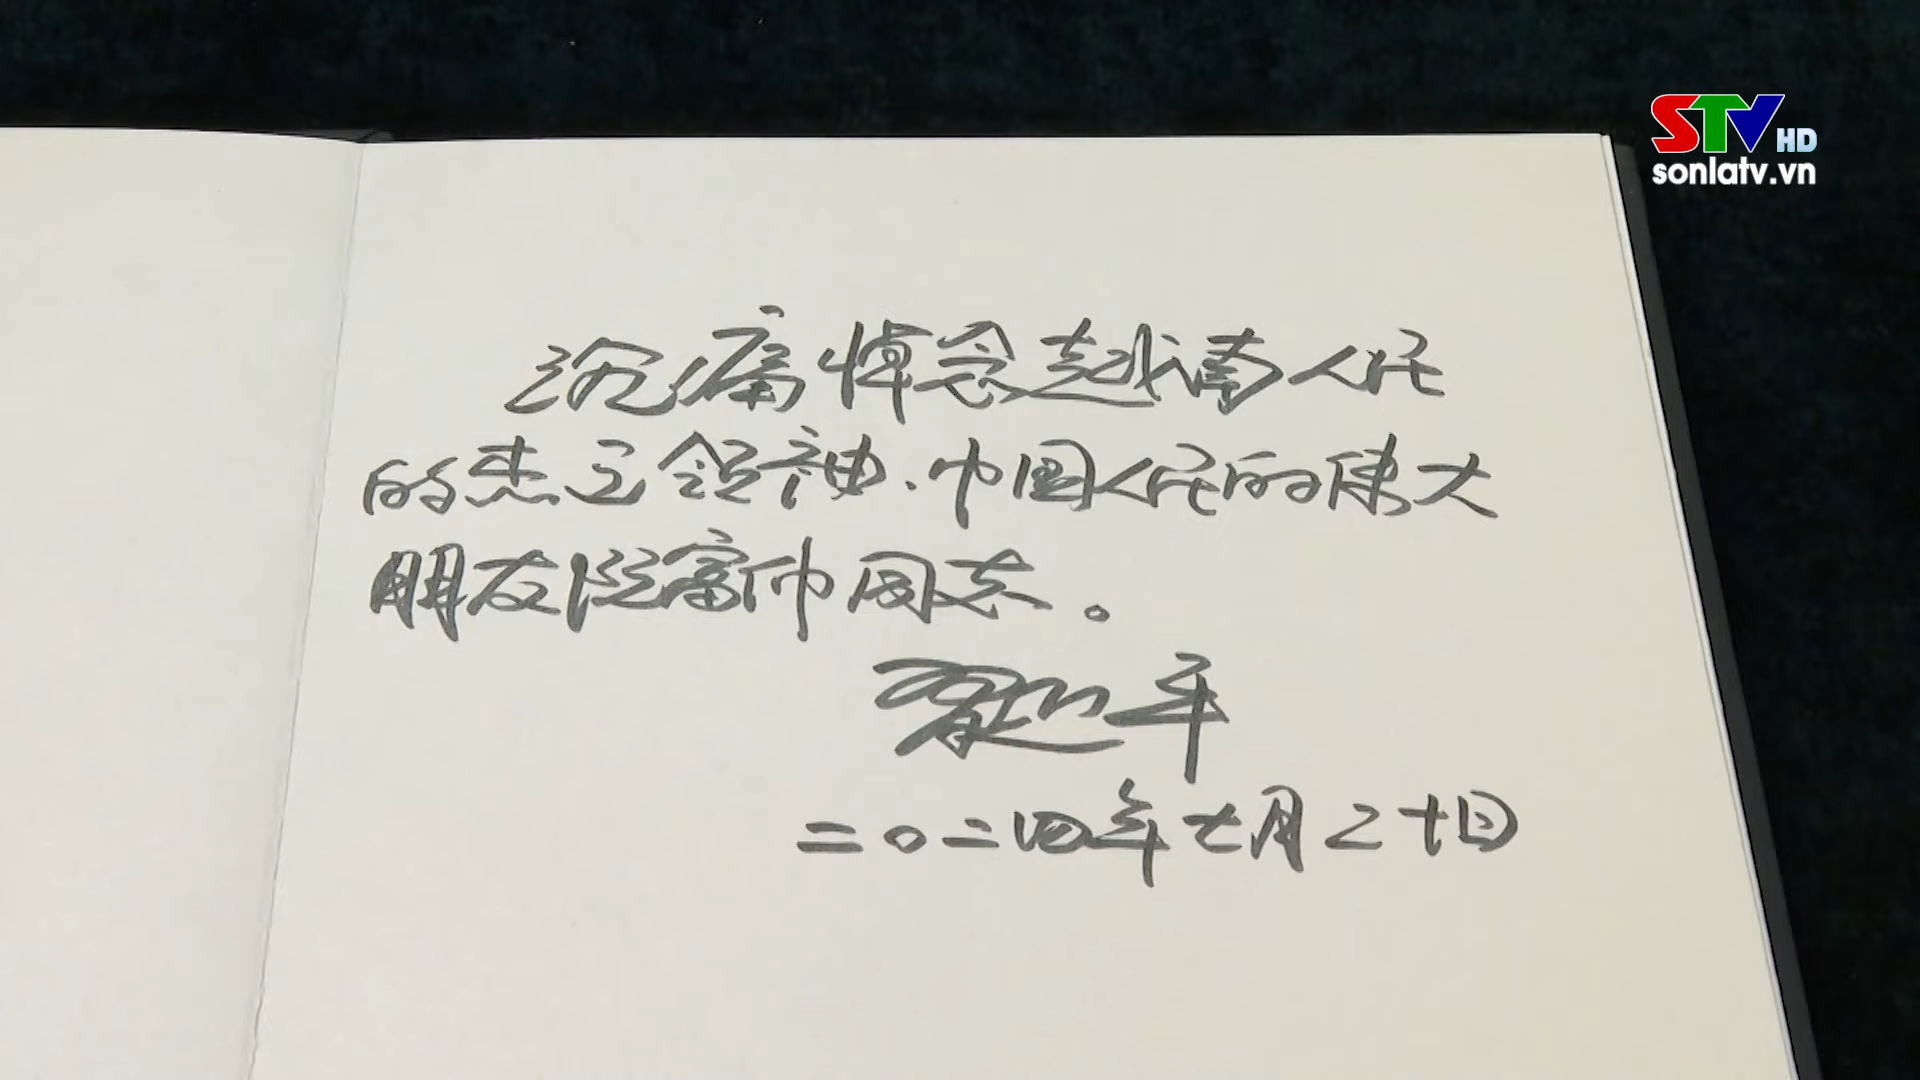 STV HD
sonlatv.vn
沉痛悼念越南人民
的杰出领袖、中国人民的伟大
朋友阮富仲同志。
习近平
二〇二四年七月二十日